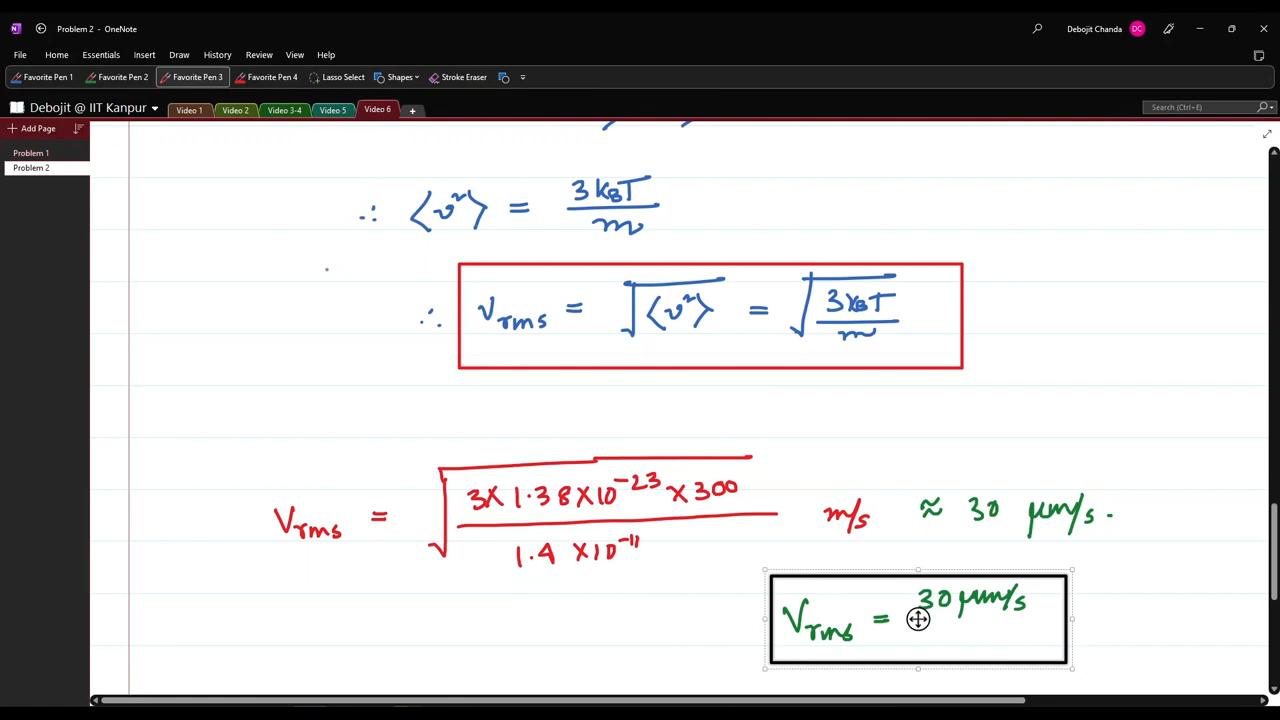 Problem 2 - OneNote
Debojit Chanda DC
File Home Essentials Insert Draw History Review View Help
Favorite Pen 1 Favorite Pen 2 Favorite Pen 3 Favorite Pen 4 Lasso Select Shapes Stroke Eraser
Debojit @ IIT Kanpur Video 1 Video 2 Video 3-4 Video 5 Video 6 +
Search (Ctrl+E)
+ Add Page
Problem 1
Problem 2
∴ ⟨v²⟩ = 3kBT/m
∴ Vrms = √⟨v²⟩ = √(3kBT/m)
Vrms = √(3×1.38×10⁻²³×300/1.4×10⁻¹¹) m/s ≈ 30 μm/s.
Vrms = 30 μm/s